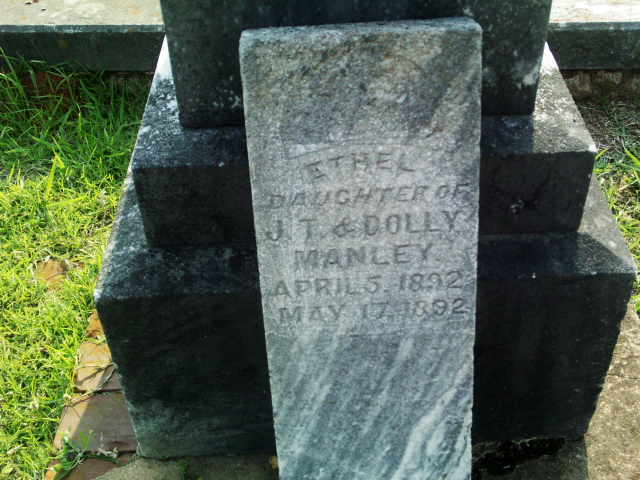 ETHEL
DAUGHTER OF
J. T. & DOLLY
MANLEY
APRIL 5, 1892
MAY 17, 1892